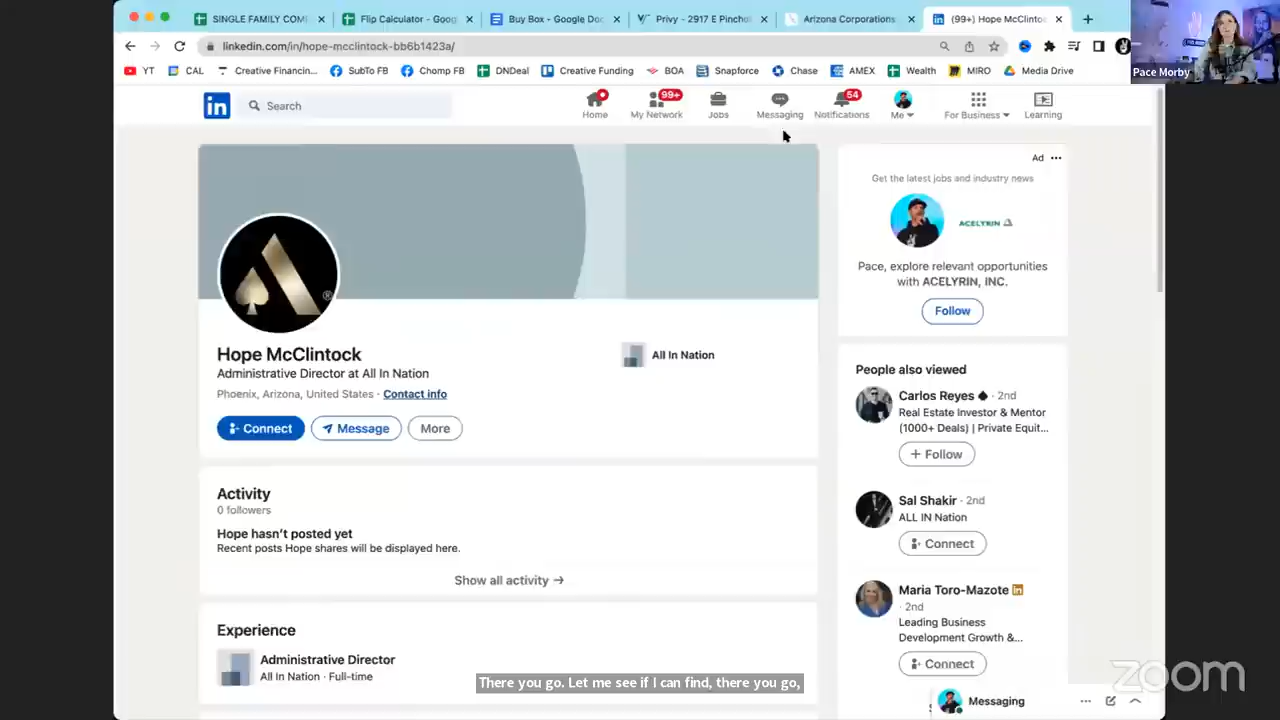 SINGLE FAMILY COM
Flip Calculator - Goog
Buy Box - Google Doc
Privy - 2917 E Pinchot
Arizona Corporations
(99+) Hope McClintoc
linkedin.com/in/hope-mcclintock-bb6b1423a/
YT
CAL
Creative Financin...
SubTo FB
Chomp FB
DNDeal
Creative Funding
BOA
Snapforce
Chase
AMEX
Wealth
MIRO
Media Drive
Pace Morby
in
Search
Home
99+
My Network
Jobs
Messaging
54
Notifications
Me
For Business
Learning
Ad
Get the latest jobs and industry news
ACELYRIN
Pace, explore relevant opportunities
with ACELYRIN, INC.
Follow
Hope McClintock
Administrative Director at All In Nation
Phoenix, Arizona, United States · Contact info
All In Nation
Connect
Message
More
Activity
0 followers
Hope hasn't posted yet
Recent posts Hope shares will be displayed here.
Show all activity →
Experience
Administrative Director
All In Nation · Full-time
People also viewed
Carlos Reyes ♠ · 2nd
Real Estate Investor & Mentor
(1000+ Deals) | Private Equit...
+ Follow
Sal Shakir · 2nd
ALL IN Nation
Connect
Maria Toro-Mazote in
· 2nd
Leading Business
Development Growth &...
Connect
Messaging
There you go. Let me see if I can find, there you go,
zoom